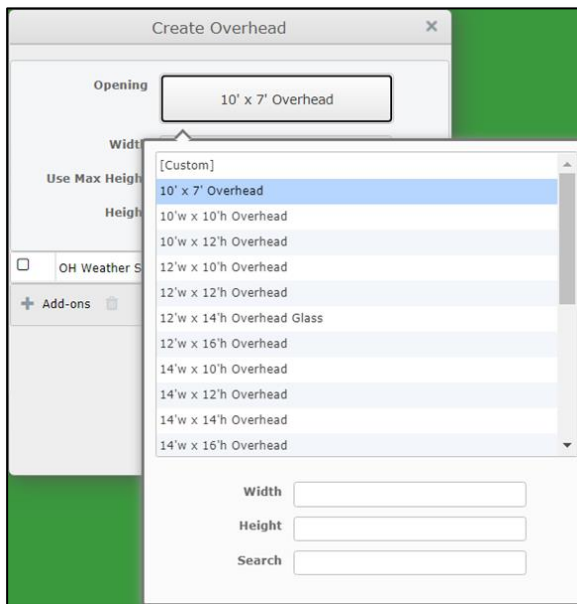 Create Overhead ×
Opening
10' x 7' Overhead
Widt
Use Max Heigh
Heigh
OH Weather S
Add-ons
[Custom]
10' x 7' Overhead
10'w x 10'h Overhead
10'w x 12'h Overhead
12'w x 10'h Overhead
12'w x 12'h Overhead
12'w x 14'h Overhead Glass
12'w x 16'h Overhead
14'w x 10'h Overhead
14'w x 12'h Overhead
14'w x 14'h Overhead
14'w x 16'h Overhead
Width
Height
Search